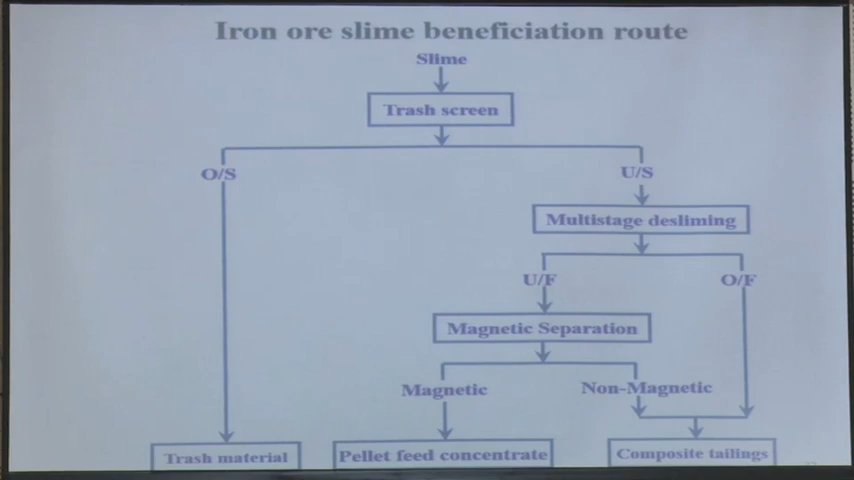 Iron ore slime beneficiation route
Slime
Trash screen
O/S
U/S
Multistage desliming
U/F
O/F
Magnetic Separation
Magnetic
Non-Magnetic
Trash material
Pellet feed concentrate
Composite tailings